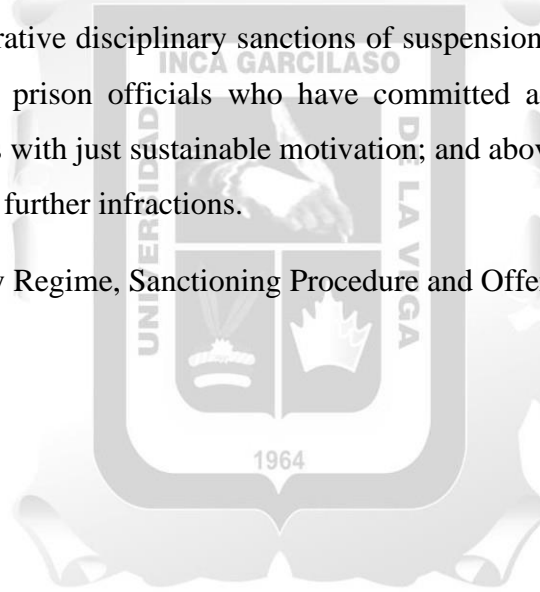 rative disciplinary sanctions of suspension
INCA GARCILASO
prison officials who have committed a
with just sustainable motivation; and abov
further infractions.
Regime, Sanctioning Procedure and Offe
UNIVERSIDAD
DE LA VEGA
1964